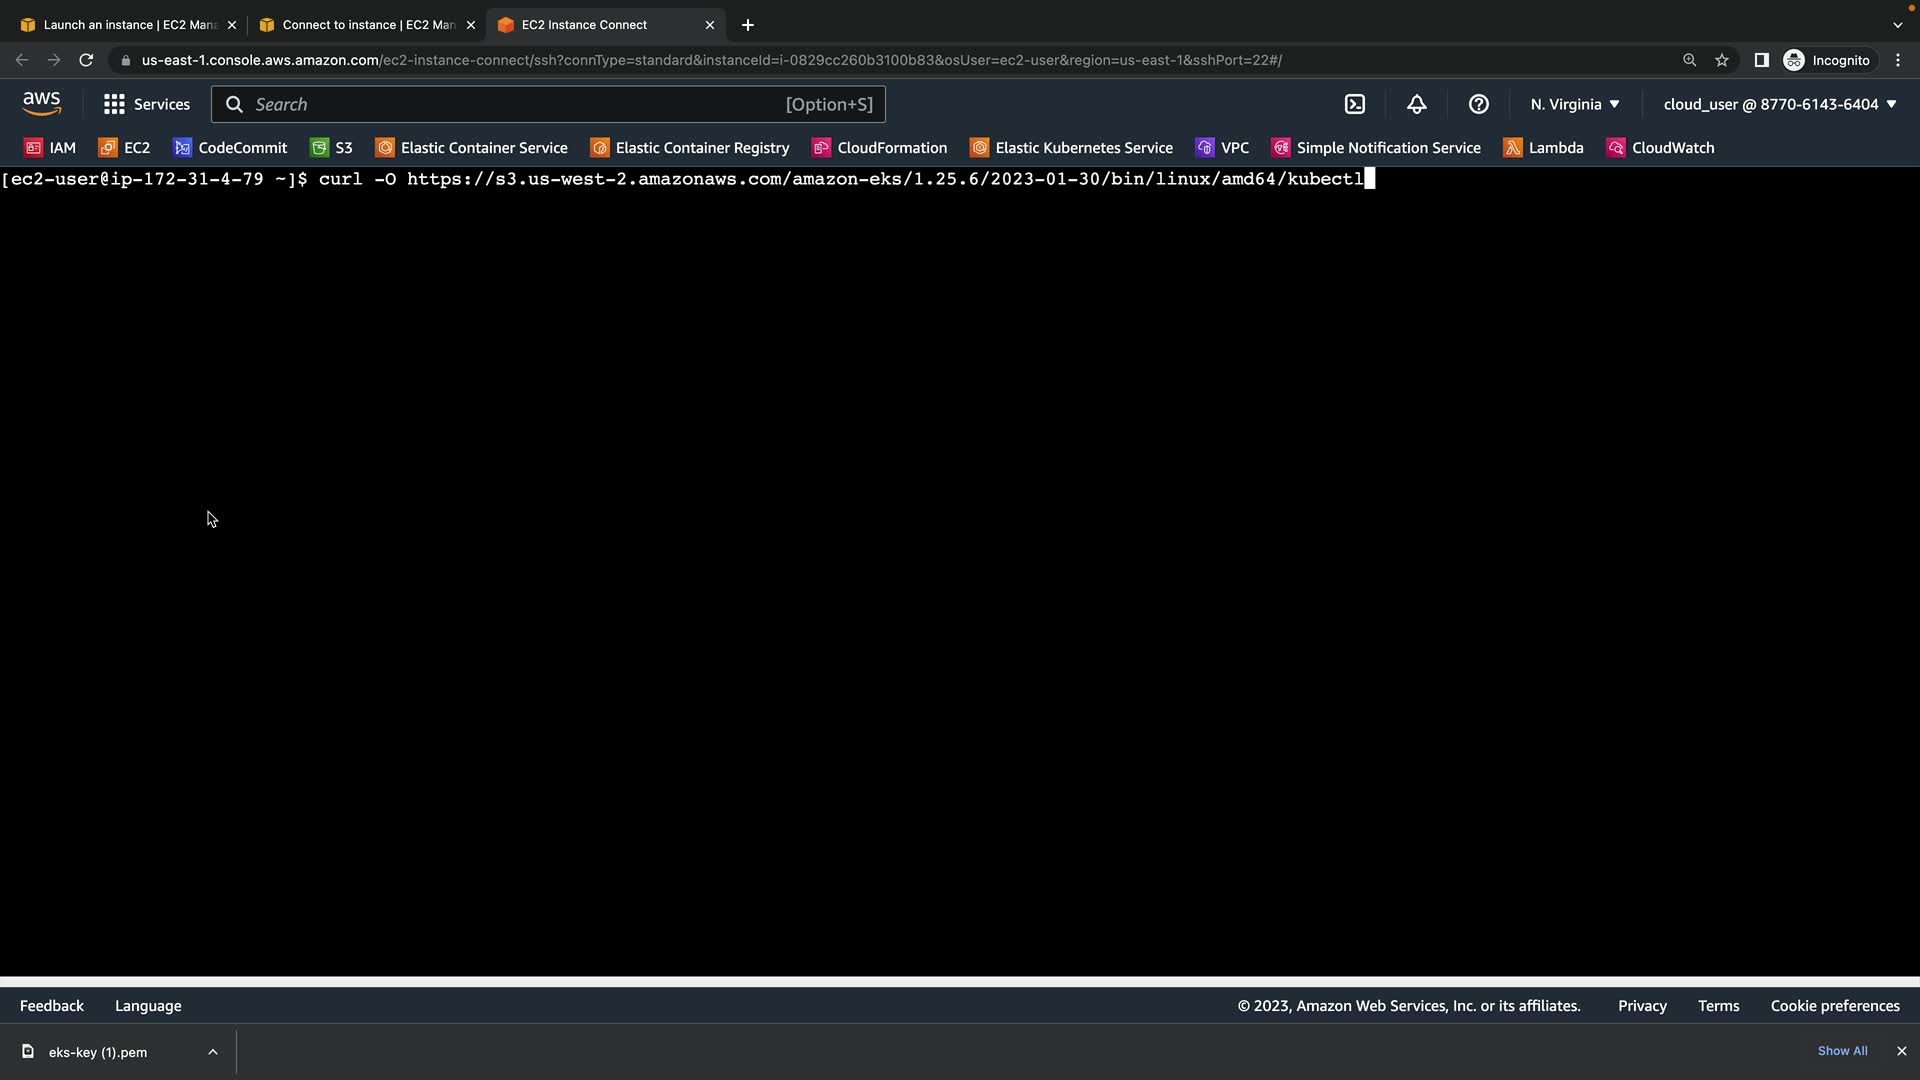 Launch an instance | EC2 Mana
Connect to instance | EC2 Man
EC2 Instance Connect
us-east-1.console.aws.amazon.com/ec2-instance-connect/ssh?connType=standard&instanceId=i-0829cc260b3100b83&osUser=ec2-user&region=us-east-1&sshPort=22#/
Incognito
aws
Services
Search
[Option+S]
N. Virginia
cloud_user @ 8770-6143-6404
IAM
EC2
CodeCommit
S3
Elastic Container Service
Elastic Container Registry
CloudFormation
Elastic Kubernetes Service
VPC
Simple Notification Service
Lambda
CloudWatch
[ec2-user@ip-172-31-4-79 ~]$ curl -O https://s3.us-west-2.amazonaws.com/amazon-eks/1.25.6/2023-01-30/bin/linux/amd64/kubectl
Feedback
Language
© 2023, Amazon Web Services, Inc. or its affiliates.
Privacy
Terms
Cookie preferences
eks-key (1).pem
Show All